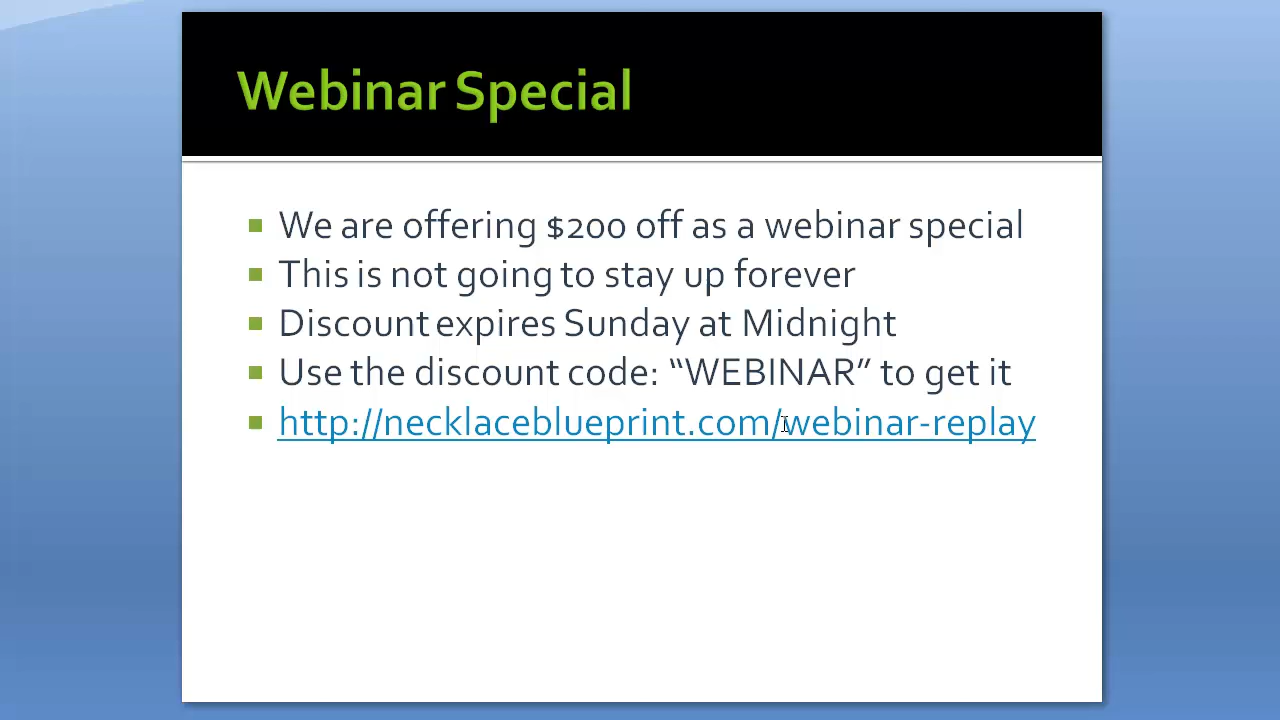 Webinar Special
We are offering $200 off as a webinar special
This is not going to stay up forever
Discount expires Sunday at Midnight
Use the discount code: “WEBINAR” to get it
http://necklaceblueprint.com/webinar-replay